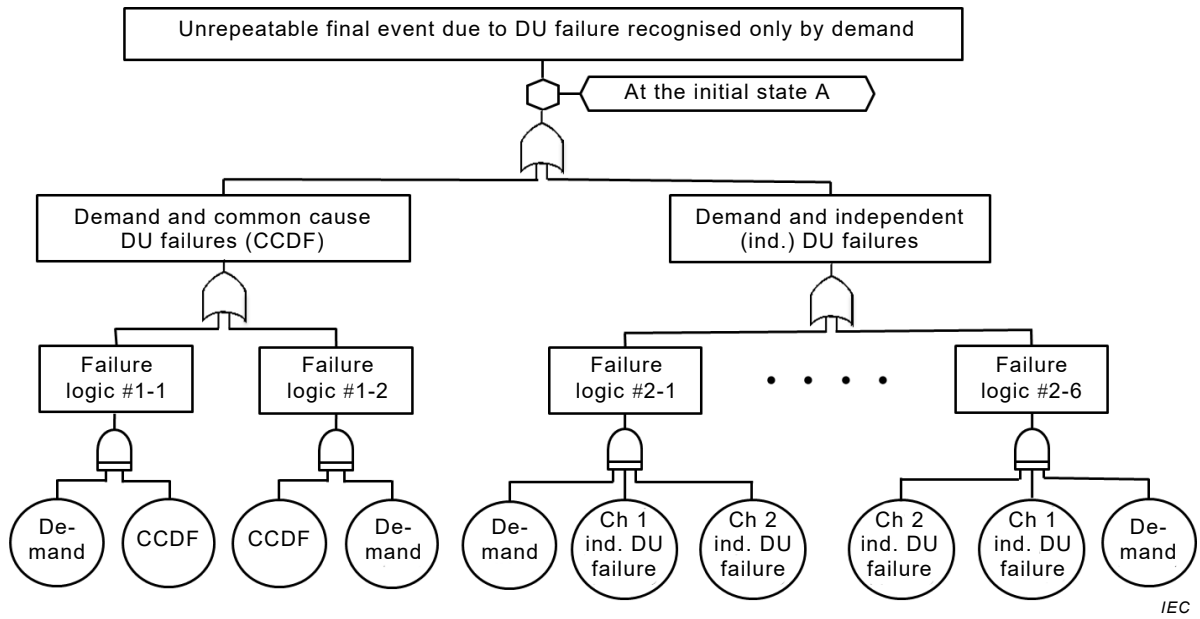 Unrepeatable final event due to DU failure recognised only by demand
At the initial state A
Demand and common cause
DU failures (CCDF)
Demand and independent
(ind.) DU failures
Failure
logic #1-1
Failure
logic #1-2
Failure
logic #2-1
Failure
logic #2-6
De-
mand
CCDF
CCDF
De-
mand
De-
mand
Ch 1
ind. DU
failure
Ch 2
ind. DU
failure
Ch 2
ind. DU
failure
Ch 1
ind. DU
failure
De-
mand
IEC